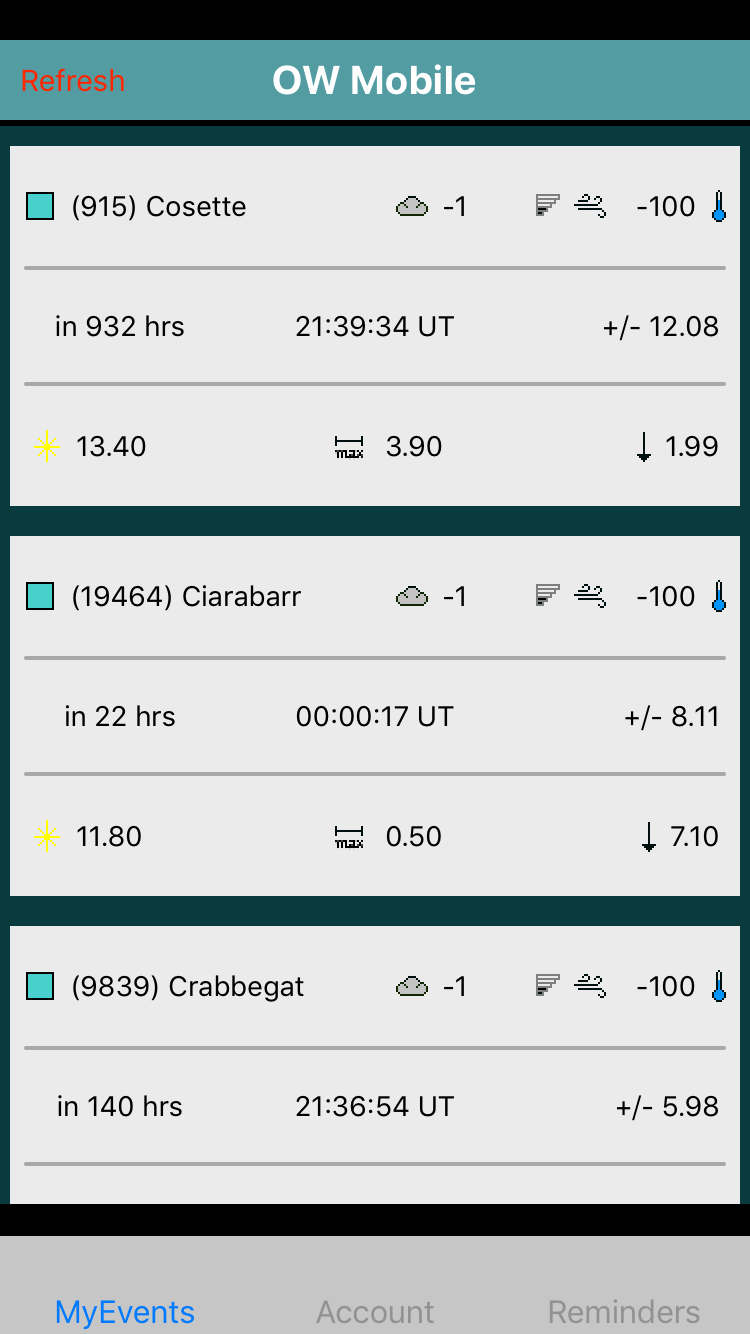 Refresh OW Mobile
(915) Cosette -1 -100
in 932 hrs 21:39:34 UT +/- 12.08
13.40 max 3.90 1.99
(19464) Ciarabarr -1 -100
in 22 hrs 00:00:17 UT +/- 8.11
11.80 max 0.50 7.10
(9839) Crabbegat -1 -100
in 140 hrs 21:36:54 UT +/- 5.98
MyEvents Account Reminders